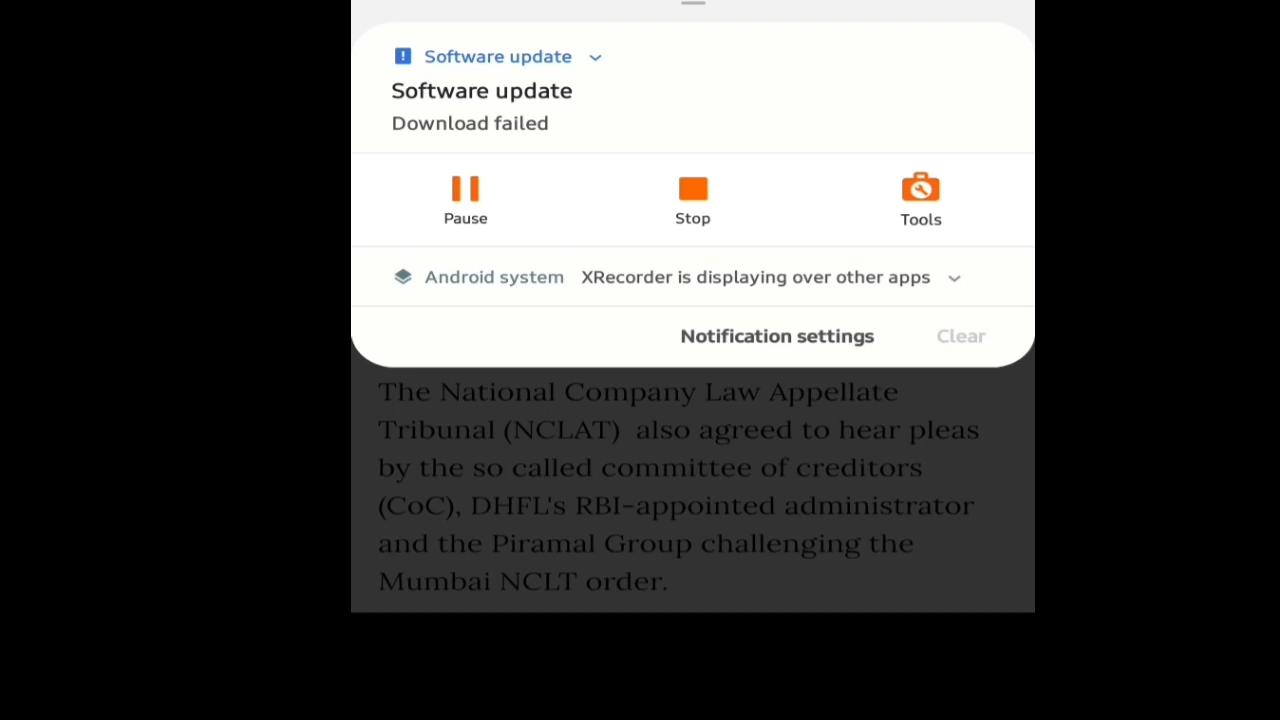 Software update
Software update
Download failed
Pause Stop Tools
Android system XRecorder is displaying over other apps
Notification settings Clear
The National Company Law Appellate
Tribunal (NCLAT) also agreed to hear pleas
by the so called committee of creditors
(CoC), DHFL's RBI-appointed administrator
and the Piramal Group challenging the
Mumbai NCLT order.